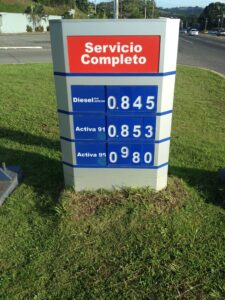 Servicio
Completo
Diesel 0.845
Activa 91 0.853
Activa 95 0.980